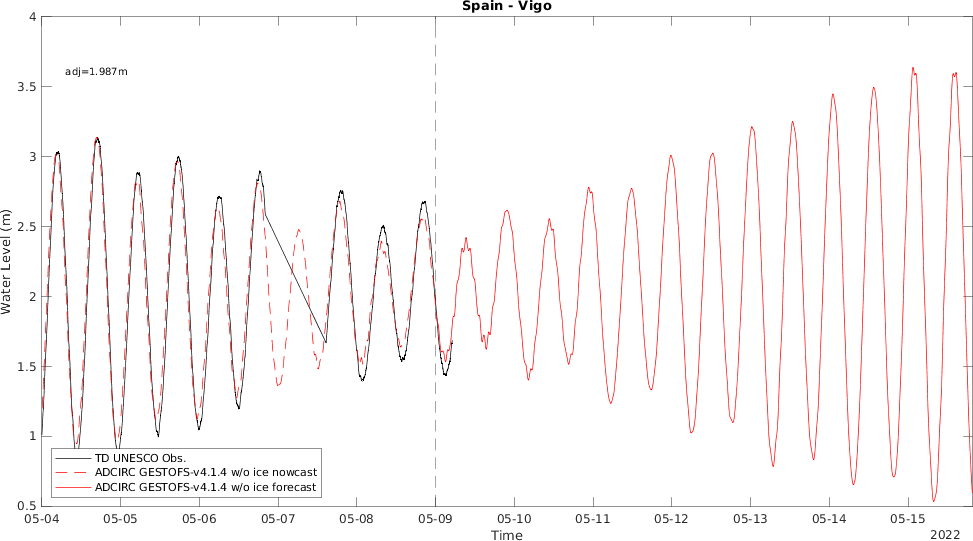 Spain - Vigo
adj=1.987m
Water Level (m)
4
3.5
3
2.5
2
1.5
1
0.5
TD UNESCO Obs.
ADCIRC GESTOFS-v4.1.4 w/o ice nowcast
ADCIRC GESTOFS-v4.1.4 w/o ice forecast
05-04 05-05 05-06 05-07 05-08 05-09 05-10 05-11 05-12 05-13 05-14 05-15
Time
2022